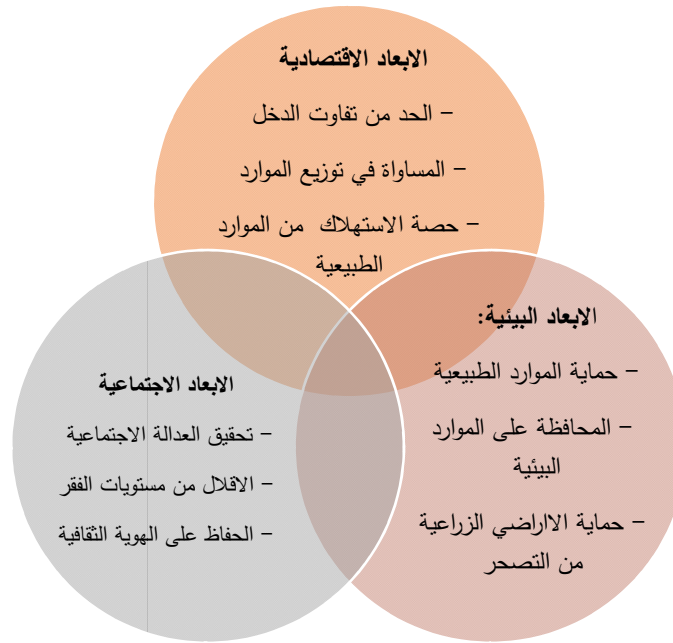 الابعاد الاقتصادية
– الحد من تفاوت الدخل
– المساواة في توزيع الموارد
– حصة الاستهلاك من الموارد
الطبيعية
الابعاد البيئية:
– حماية الموارد الطبيعية
– المحافظة على الموارد
البيئية
– حماية الااراضي الزراعية
من التصحر
الابعاد الاجتماعية
– تحقيق العدالة الاجتماعية
– الاقلال من مستويات الفقر
– الحفاظ على الهوية الثقافية